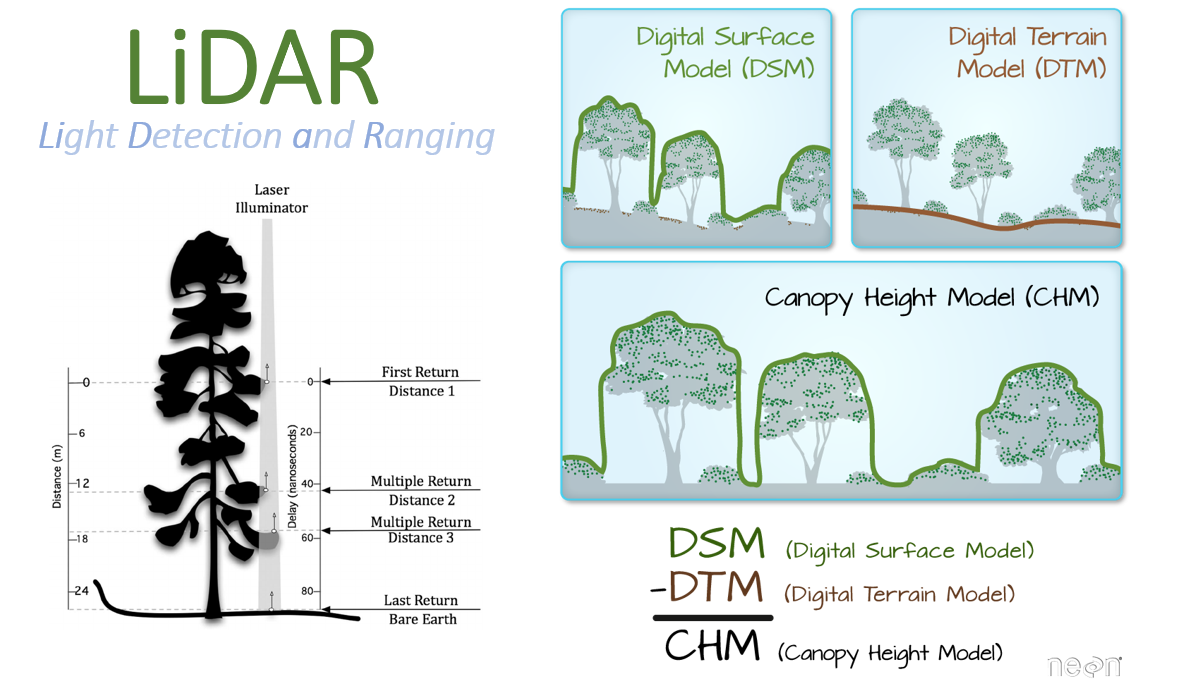 LiDAR
Light Detection and Ranging
Laser
Illuminator
Distance (m)
0
6
12
18
24
Delay (nanoseconds)
0
20
40
60
80
First Return
Distance 1
Multiple Return
Distance 2
Multiple Return
Distance 3
Last Return
Bare Earth
Digital Surface
Model (DSM)
Digital Terrain
Model (DTM)
Canopy Height Model (CHM)
DSM (Digital Surface Model)
-DTM (Digital Terrain Model)
CHM (Canopy Height Model)
neon